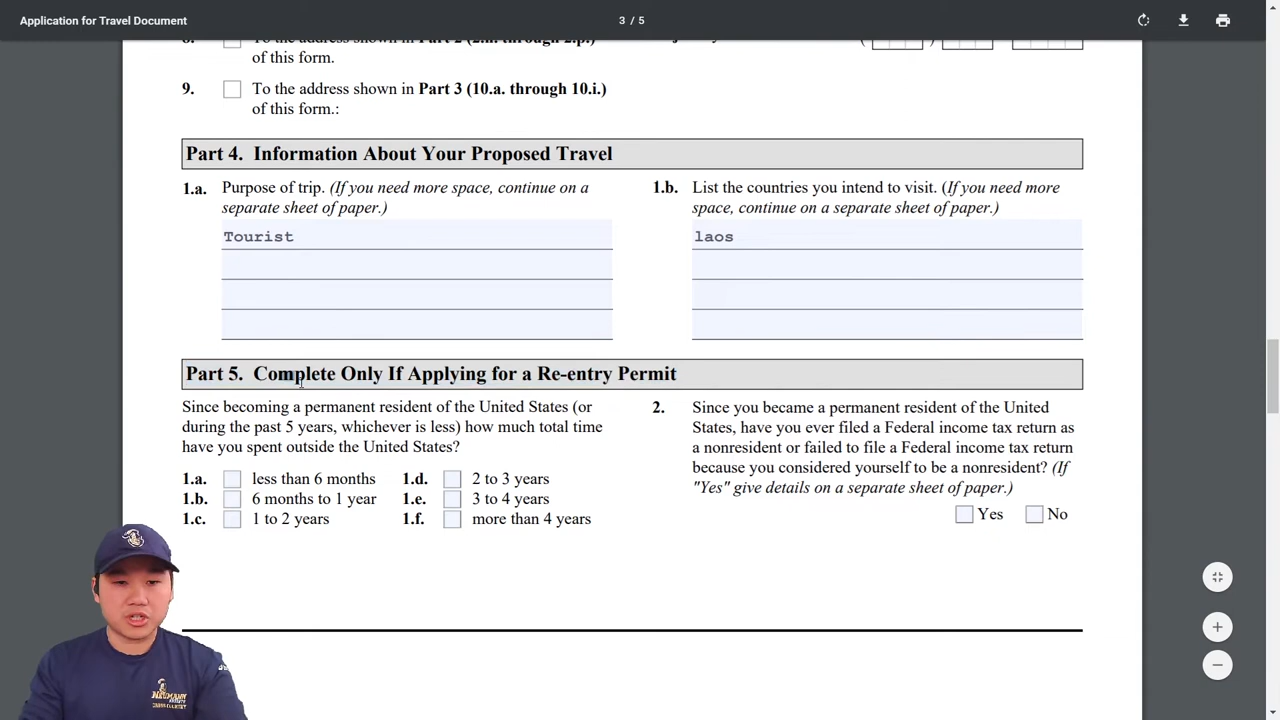 Application for Travel Document
3 / 5
of this form.
9. To the address shown in Part 3 (10.a. through 10.i.)
of this form.:
Part 4. Information About Your Proposed Travel
1.a. Purpose of trip. (If you need more space, continue on a
separate sheet of paper.)
Tourist
1.b. List the countries you intend to visit. (If you need more
space, continue on a separate sheet of paper.)
laos
Part 5. Complete Only If Applying for a Re-entry Permit
Since becoming a permanent resident of the United States (or
during the past 5 years, whichever is less) how much total time
have you spent outside the United States?
1.a. less than 6 months 1.d. 2 to 3 years
1.b. 6 months to 1 year 1.e. 3 to 4 years
1.c. 1 to 2 years 1.f. more than 4 years
2. Since you became a permanent resident of the United
States, have you ever filed a Federal income tax return as
a nonresident or failed to file a Federal income tax return
because you considered yourself to be a nonresident? (If
"Yes" give details on a separate sheet of paper.)
Yes No
NEUMANN
CROSS COUNTRY